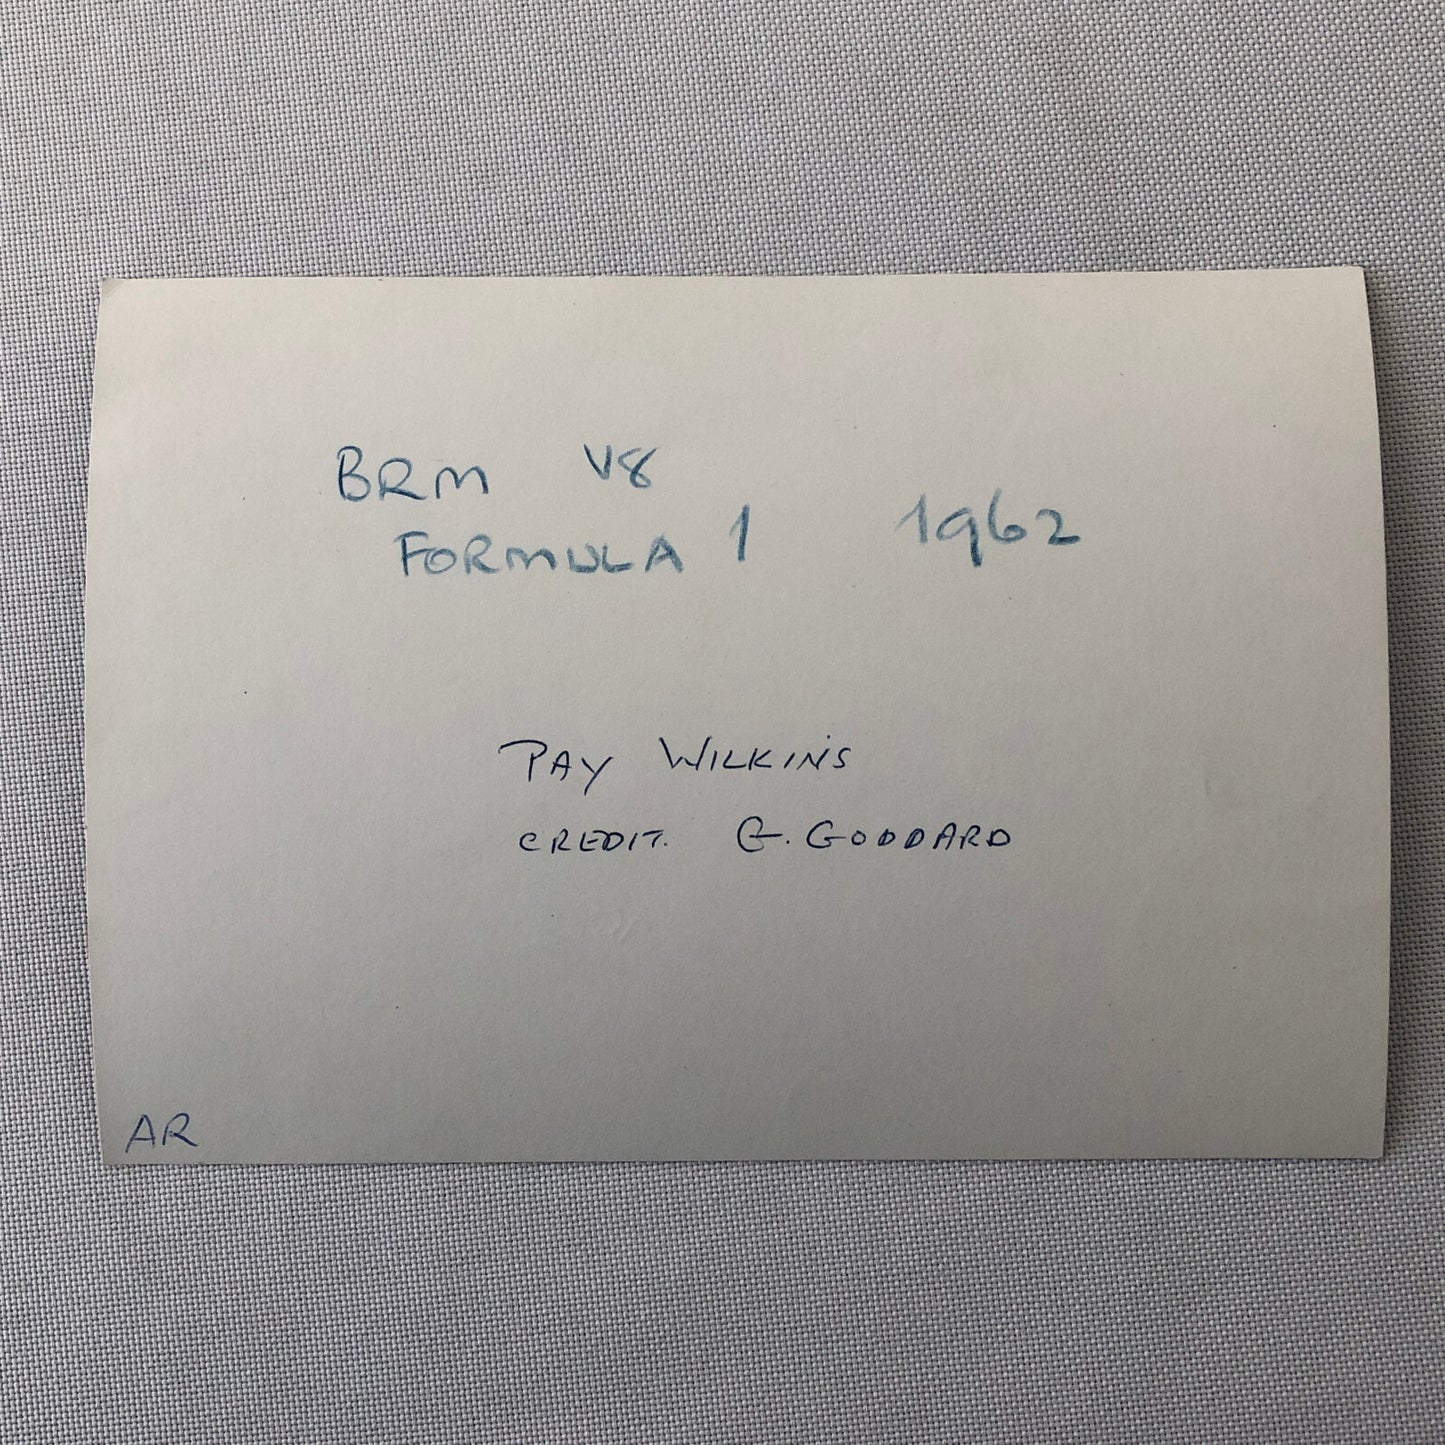 BRM V8
FORMULA 1 1962
PAY WILKINS
CREDIT. G. GODDARD
AR